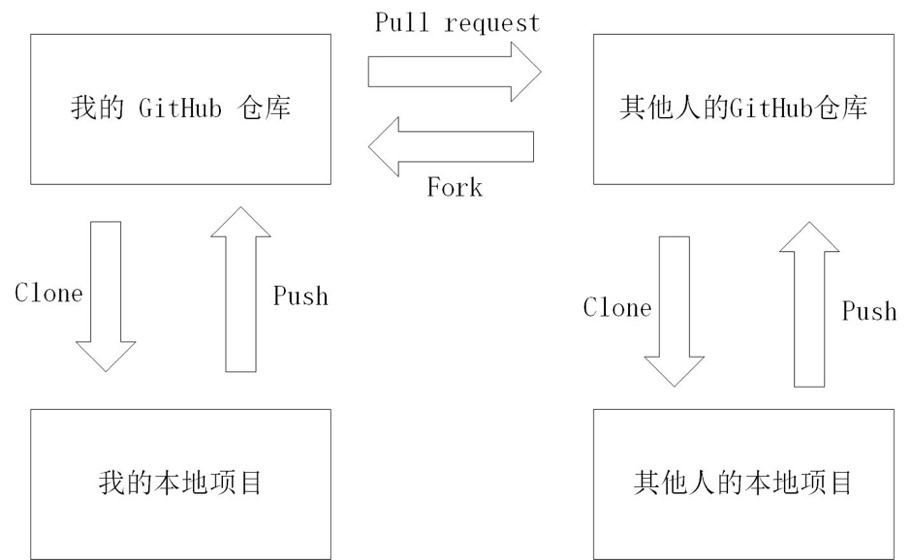 Pull request
我的 GitHub 仓库
其他人的GitHub仓库
Fork
Clone
Push
Clone
Push
我的本地项目
其他人的本地项目